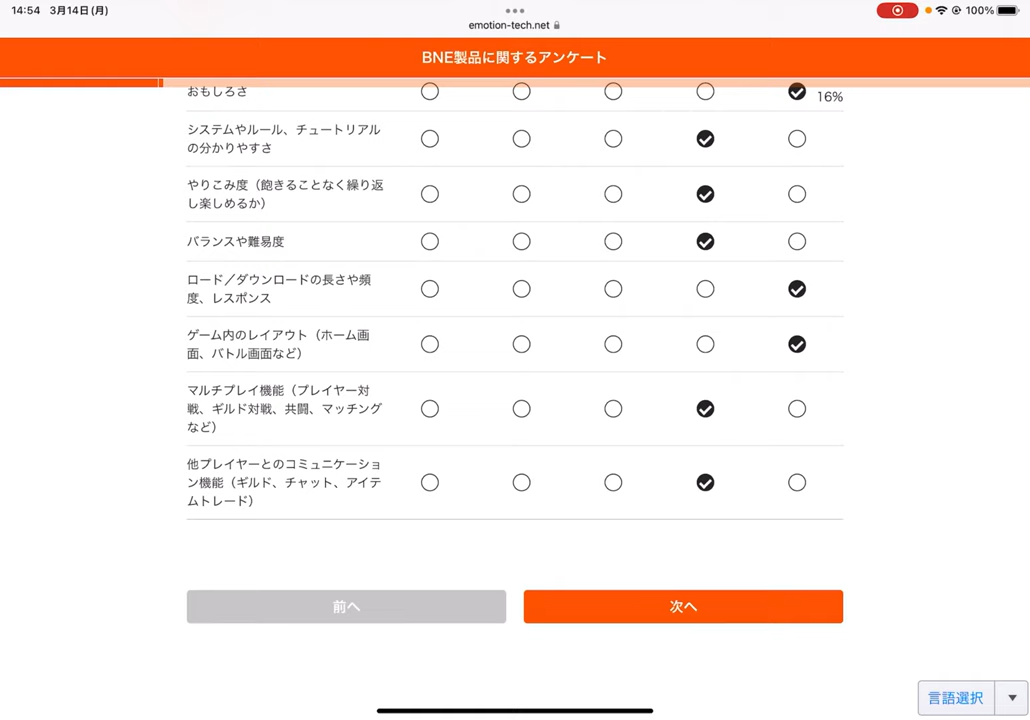 14:54 3月14日(月)
100%
emotion-tech.net
BNE製品に関するアンケート
おもしろさ
16%
システムやルール、チュートリアル
の分かりやすさ
やりこみ度（飽きることなく繰り返
し楽しめるか）
バランスや難易度
ロード／ダウンロードの長さや頻
度、レスポンス
ゲーム内のレイアウト（ホーム画
面、バトル画面など）
マルチプレイ機能（プレイヤー対
戦、ギルド対戦、共闘、マッチング
など）
他プレイヤーとのコミュニケーショ
ン機能（ギルド、チャット、アイテ
ムトレード）
前へ
次へ
言語選択